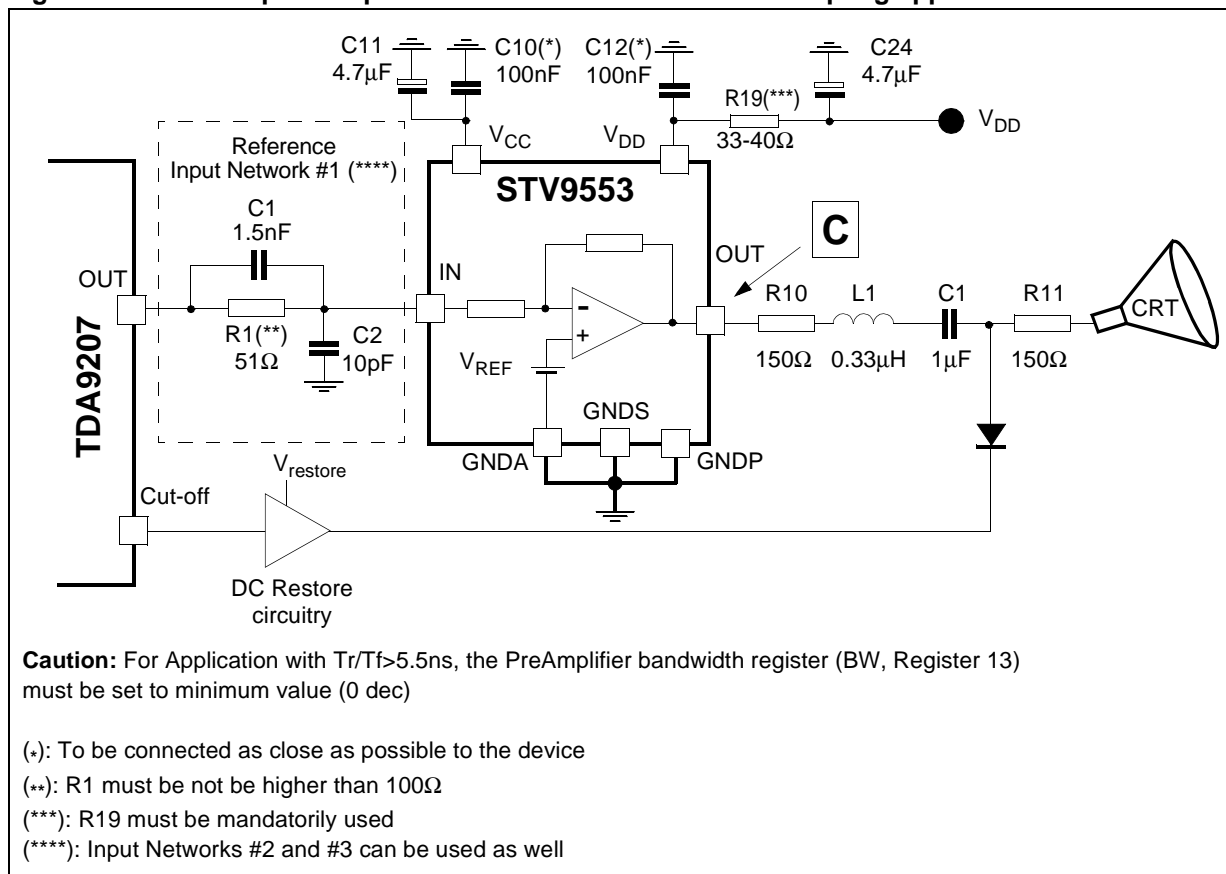 C11
4.7µF
C10(*)
100nF
C12(*)
100nF
C24
4.7µF
R19(***)
33-40Ω
V_DD
V_CC
V_DD
Reference
Input Network #1 (****)
STV9553
C1
1.5nF
C
OUT
IN
OUT
R10
L1
C1
R11
CRT
R1(**)
51Ω
C2
10pF
-
+
V_REF
150Ω
0.33µH
1µF
150Ω
TDA9207
GNDS
GNDA
GNDP
V_restore
Cut-off
DC Restore
circuitry
Caution: For Application with Tr/Tf>5.5ns, the PreAmplifier bandwidth register (BW, Register 13)
must be set to minimum value (0 dec)
(*): To be connected as close as possible to the device
(**): R1 must be not be higher than 100Ω
(***): R19 must be mandatorily used
(****): Input Networks #2 and #3 can be used as well